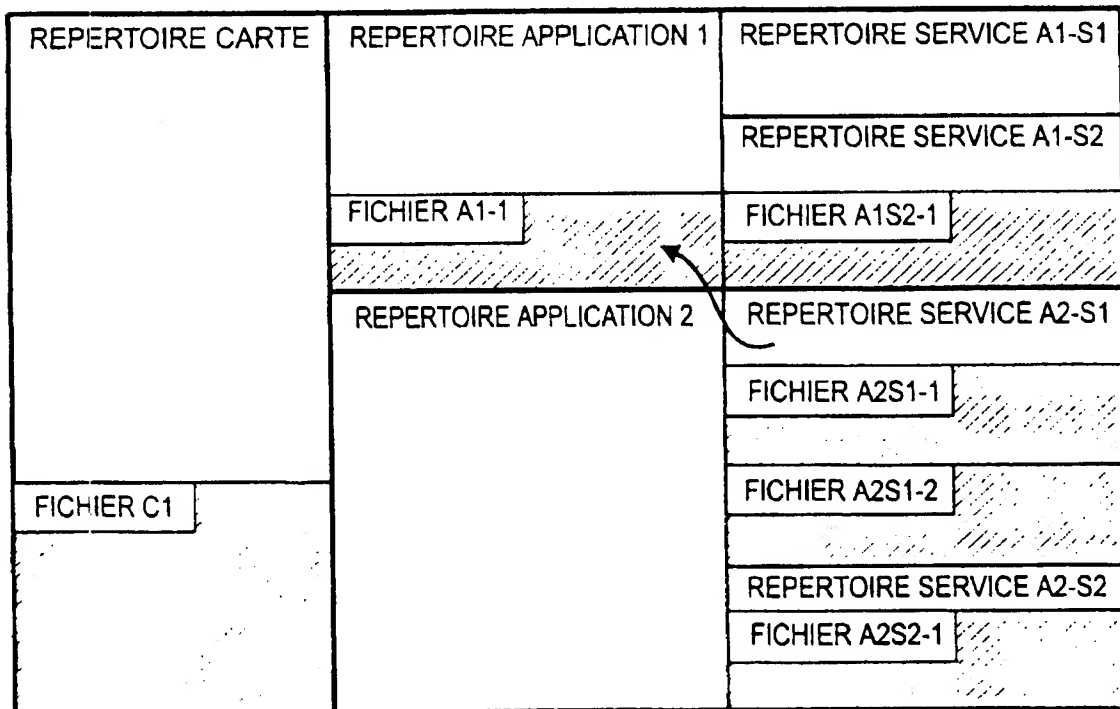 REPERTOIRE CARTE
FICHIER C1
REPERTOIRE APPLICATION 1
FICHIER A1-1
REPERTOIRE APPLICATION 2
REPERTOIRE SERVICE A1-S1
REPERTOIRE SERVICE A1-S2
FICHIER A1S2-1
REPERTOIRE SERVICE A2-S1
FICHIER A2S1-1
FICHIER A2S1-2
REPERTOIRE SERVICE A2-S2
FICHIER A2S2-1